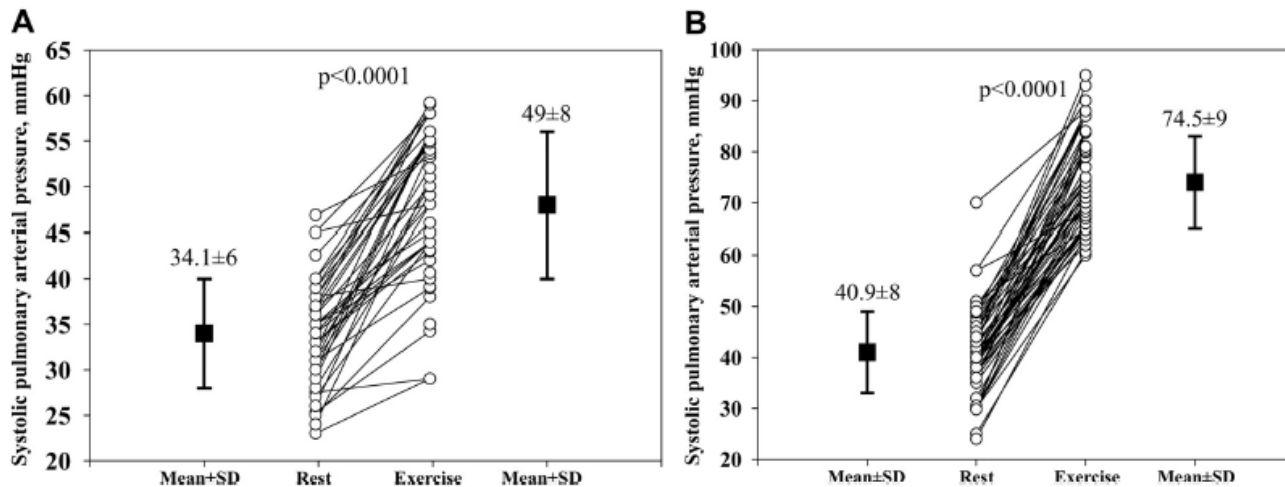 A
Systolic pulmonary arterial pressure, mmHg
65
60
55
50
45
40
35
30
25
20
p<0.0001
34.1±6
49±8
Mean+SD
Rest
Exercise
Mean+SD
B
Systolic pulmonary arterial pressure, mmHg
100
90
80
70
60
50
40
30
20
p<0.0001
40.9±8
74.5±9
Mean±SD
Rest
Exercise
Mean±SD